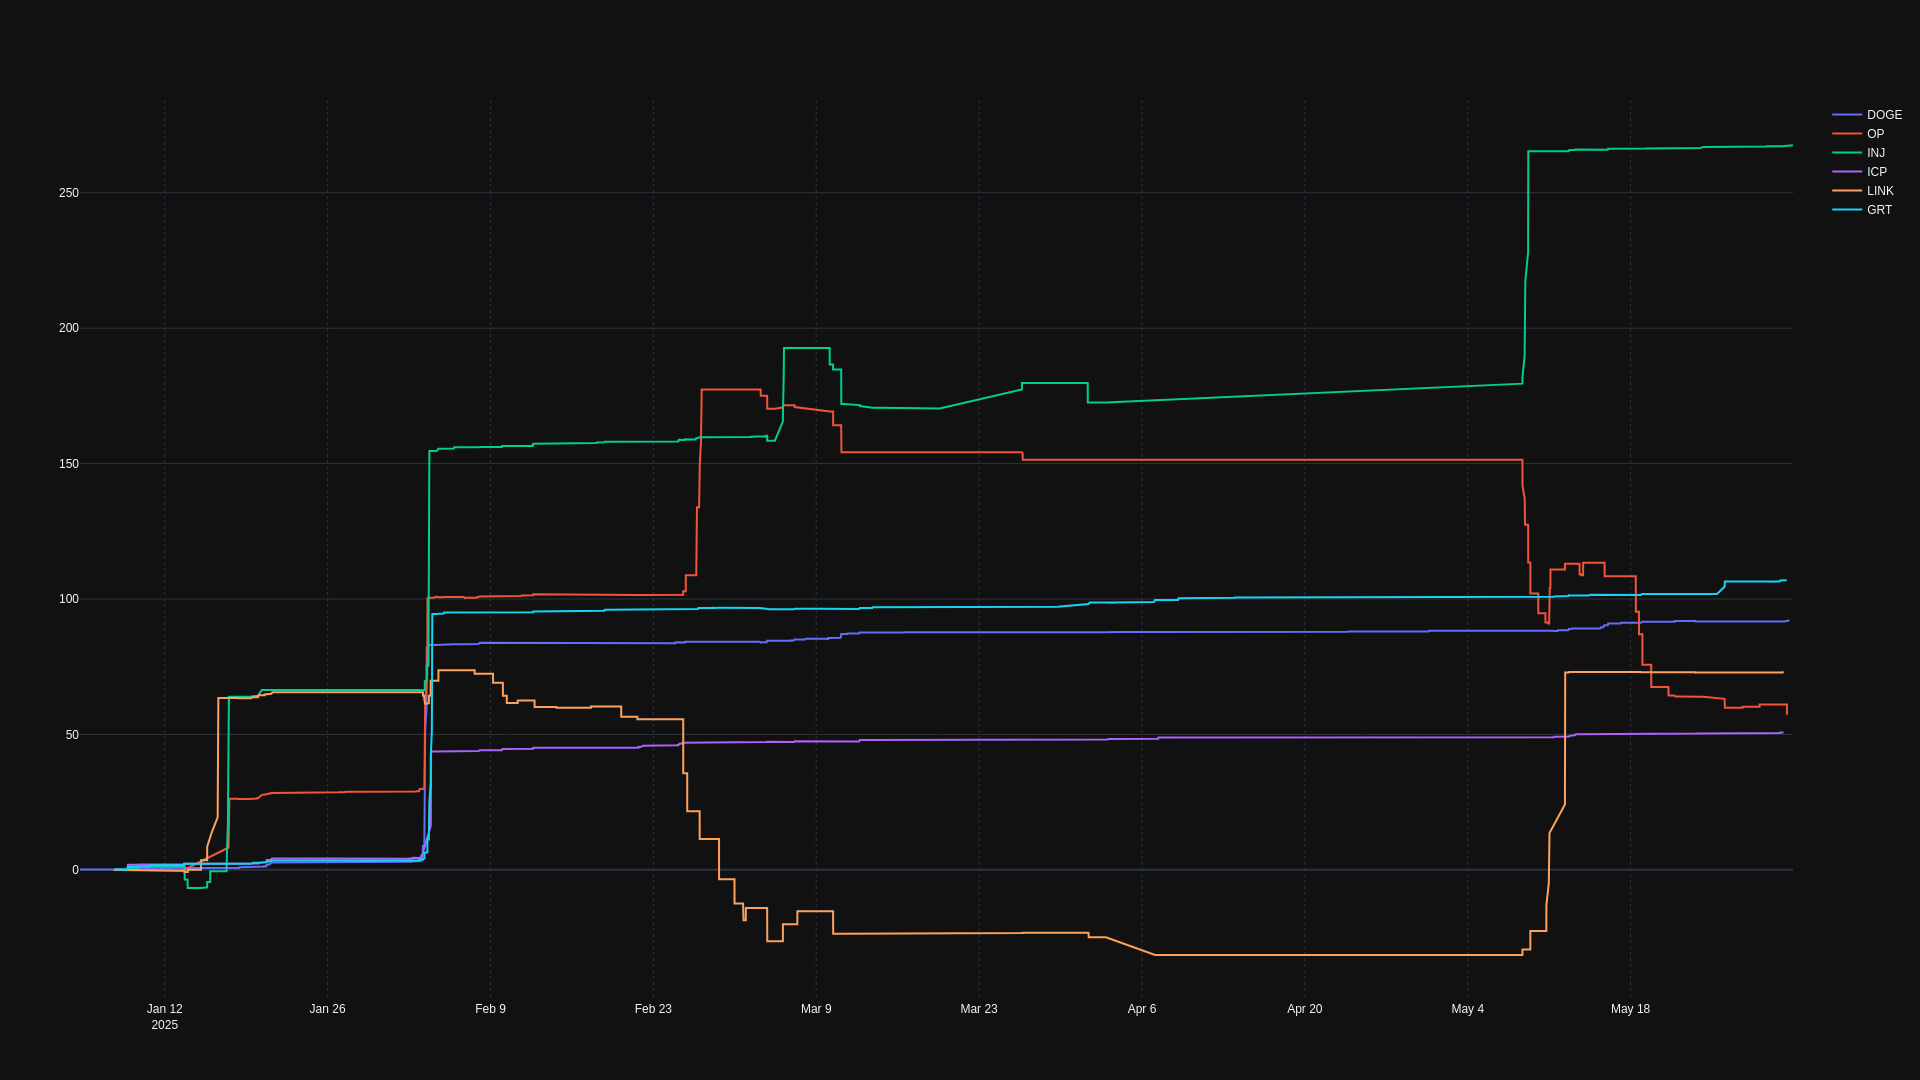 DOGE
OP
INJ
ICP
LINK
GRT
250
200
150
100
50
0
Jan 12
2025
Jan 26
Feb 9
Feb 23
Mar 9
Mar 23
Apr 6
Apr 20
May 4
May 18